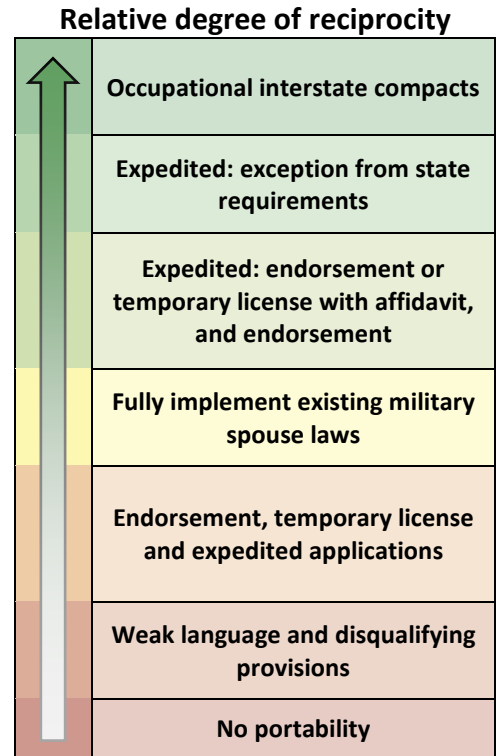 Relative degree of reciprocity
Occupational interstate compacts
Expedited: exception from state
requirements
Expedited: endorsement or
temporary license with affidavit,
and endorsement
Fully implement existing military
spouse laws
Endorsement, temporary license
and expedited applications
Weak language and disqualifying
provisions
No portability